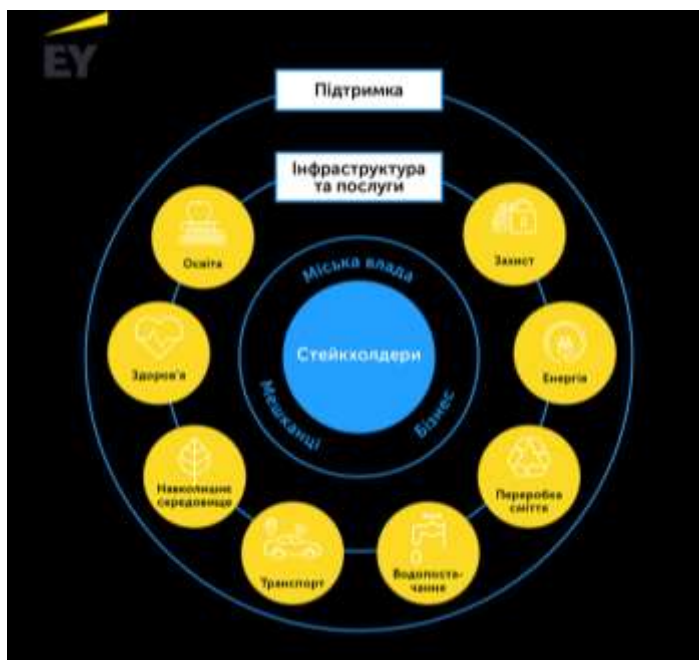 EY
Підтримка
Інфраструктура
та послуги
Освіта
Захист
Міська влада
Стейкхолдери
Здоров'я
Енергія
Мешканці
Бізнес
Навколишнє
середовище
Переробка
сміття
Транспорт
Водопоста-
чання